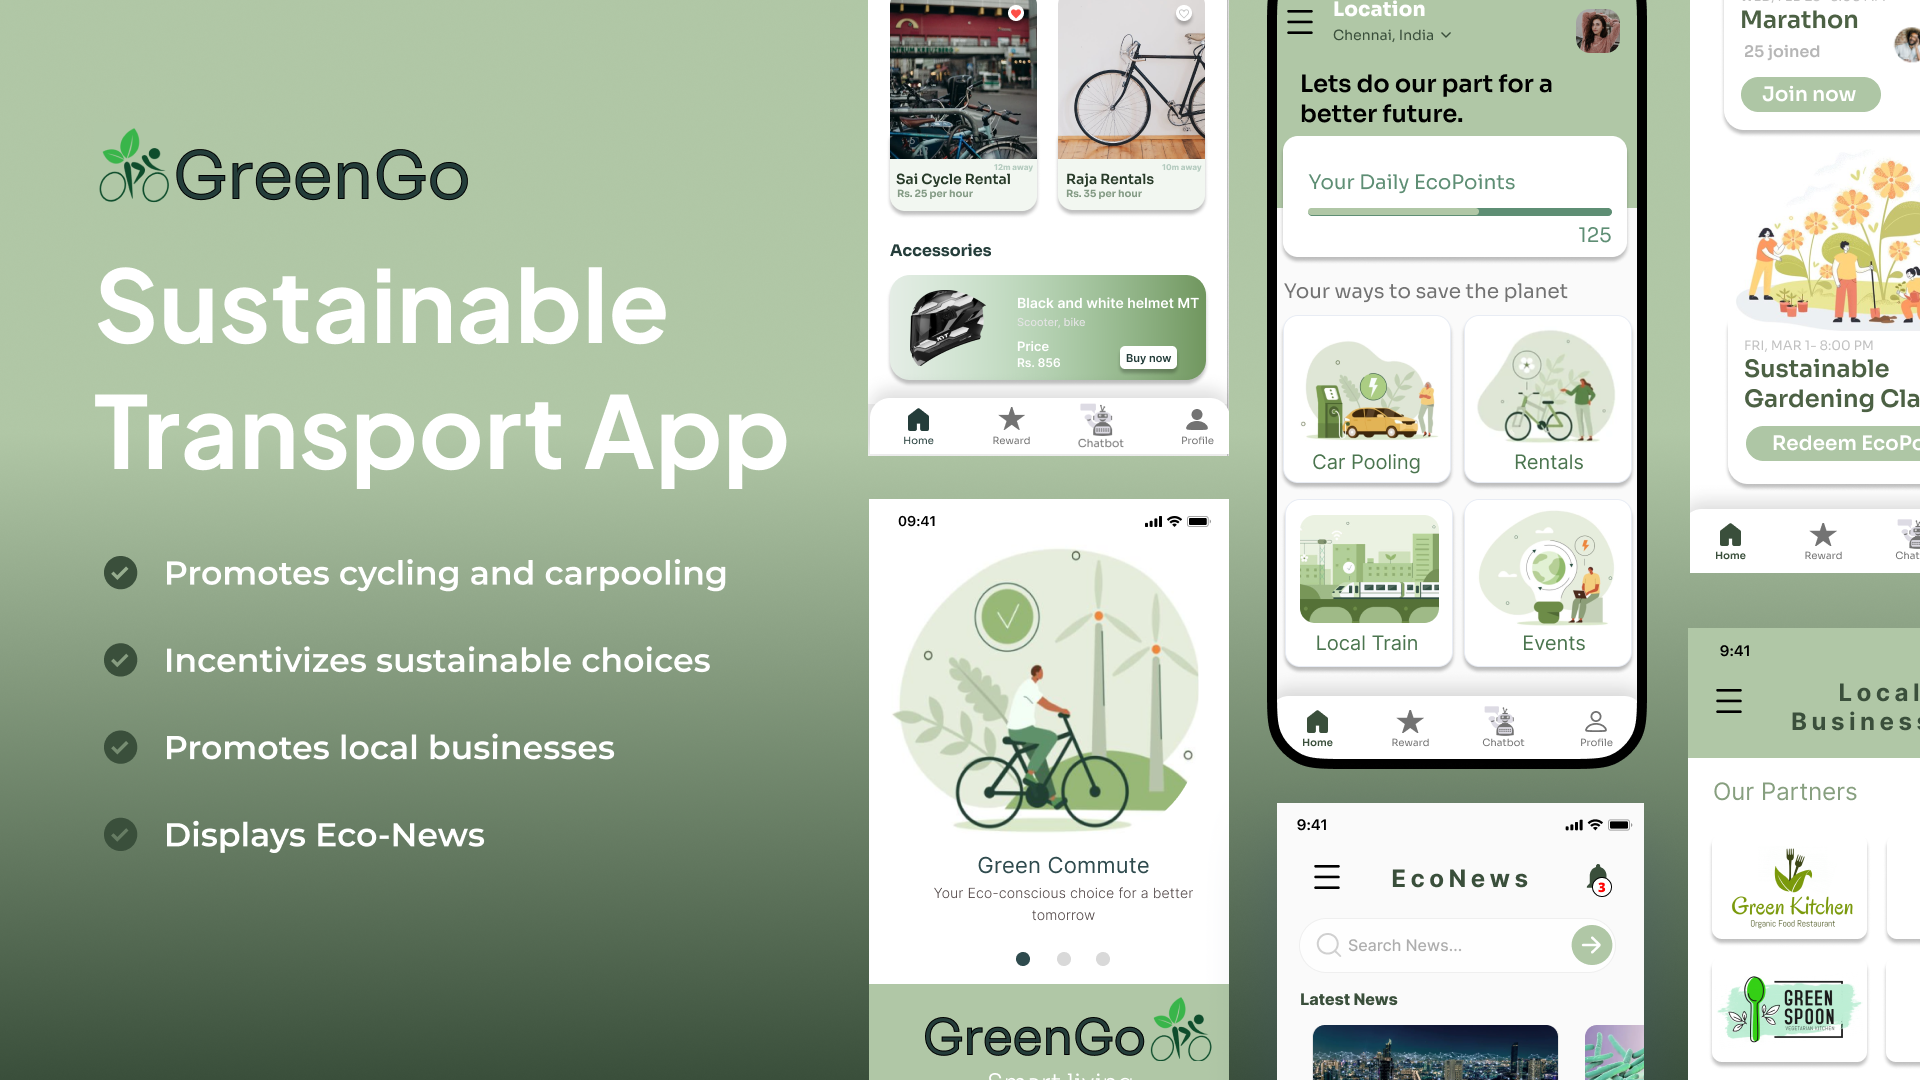 GreenGo
Sustainable
Transport App
Promotes cycling and carpooling
Incentivizes sustainable choices
Promotes local businesses
Displays Eco-News
12m away
Sai Cycle Rental
Rs. 25 per hour
10m away
Raja Rentals
Rs. 35 per hour
Accessories
Black and white helmet MT
Scooter, bike
Price
Rs. 856
Buy now
Home
Reward
Chatbot
Profile
09:41
Green Commute
Your Eco-conscious choice for a better
tomorrow
GreenGo
Smart living
Location
Chennai, India
Lets do our part for a
better future.
Your Daily EcoPoints
125
Your ways to save the planet
Car Pooling
Rentals
Local Train
Events
Home
Reward
Chatbot
Profile
9:41
EcoNews
3
Search News...
Latest News
Marathon
25 joined
Join now
FRI, MAR 1- 8:00 PM
Sustainable
Gardening Cla
Redeem EcoPo
Home
Reward
Chat
9:41
Local
Business
Our Partners
Green Kitchen
Organic Food Restaurant
GREEN
SPOON
VEGETARIAN KITCHEN